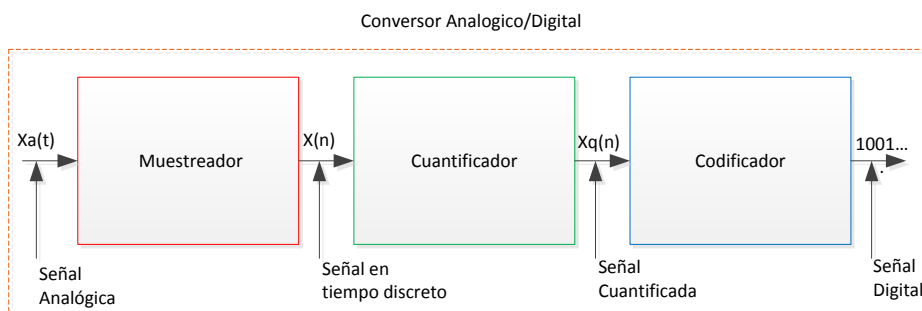 Conversor Analogico/Digital
Xa(t)
Muestreador
X(n)
Cuantificador
Xq(n)
Codificador
1001...
.
Señal
Analógica
Señal en
tiempo discreto
Señal
Cuantificada
Señal
Digital